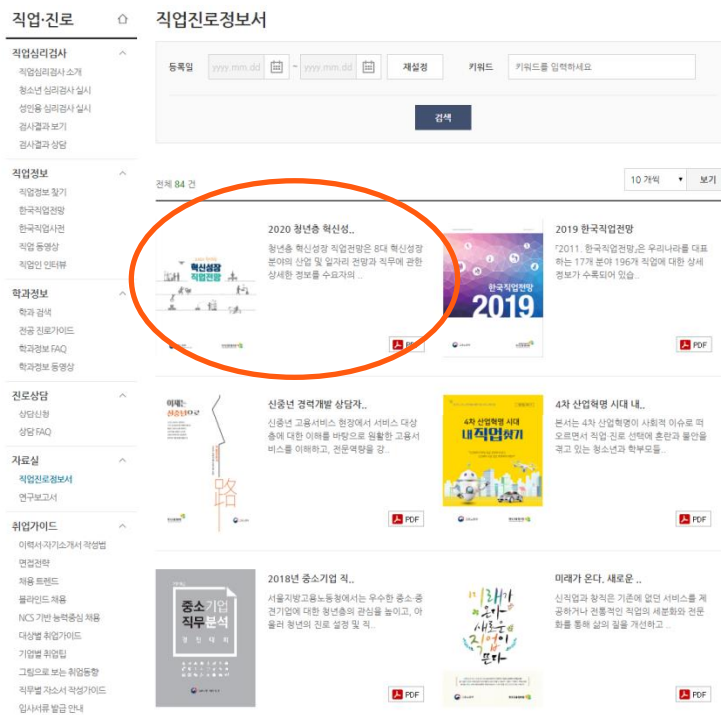 직업·진로
직업심리검사
직업심리검사 소개
청소년 심리검사 실시
성인용 심리검사 실시
검사결과 보기
검사결과 상담
직업정보
직업정보 찾기
한국직업전망
한국직업사전
직업 동영상
직업인 인터뷰
학과정보
학과 검색
전공 진로가이드
학과정보 FAQ
학과정보 동영상
진로상담
상담신청
상담 FAQ
자료실
직업진로정보서
연구보고서
취업가이드
이력서·자기소개서 작성법
면접전략
채용 트렌드
블라인드 채용
NCS 기반 능력중심 채용
대상별 취업가이드
기업별 취업팁
그림으로 보는 취업동향
직무별 자소서 작성가이드
입사서류 발급 안내
직업진로정보서
등록일 yyyy.mm.dd ~ yyyy.mm.dd 재설정 키워드 키워드를 입력하세요
검색
전체 84 건
10 개씩 보기
혁신성장
직업전망
2020 청년층 혁신성..
청년층 혁신성장 직업전망은 8대 혁신성장
분야의 산업 및 일자리 전망과 직무에 관한
상세한 정보를 수요자의 ..
PDF
한국직업전망
2019
2019 한국직업전망
『2011. 한국직업전망』은 우리나라를 대표
하는 17개 분야 196개 직업에 대한 상세
정보가 수록되어 있습..
PDF
이제는
신중년으로
路
신중년 경력개발 상담자..
신중년 고용서비스 현장에서 서비스 대상
층에 대한 이해를 바탕으로 원활한 고용서
비스를 이해하고, 전문역량을 강..
PDF
4차 산업혁명 시대
내 직업찾기
4차 산업혁명 시대 내..
본서는 4차 산업혁명이 사회적 이슈로 떠
오르면서 직업·진로 선택에 혼란과 불안을
겪고 있는 청소년과 학부모들..
PDF
중소기업
직무분석
2018년 중소기업 직..
서울지방고용노동청에서는 우수한 중소·중
견기업에 대한 청년층의 관심을 높이고, 아
울러 청년의 진로 설정 및 직..
PDF
미래가
온다
새로운
직업이
뜬다
미래가 온다, 새로운 ..
신직업과 창직은 기존에 없던 서비스를 제
공하거나 전통적인 직업의 세분화와 전문
화를 통해 삶의 질을 개선하고 ..
PDF